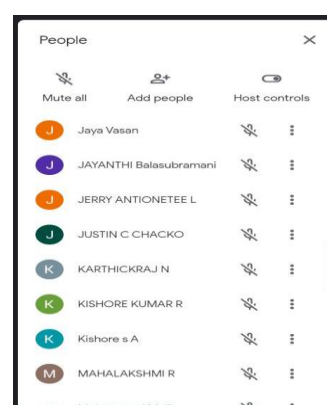 People
Mute all Add people Host controls
J Jaya Vasan
J JAYANTHI Balasubramani
J JERRY ANTIONETEE L
J JUSTIN C CHACKO
K KARTHICKRAJ N
K KISHORE KUMAR R
K Kishore s A
M MAHALAKSHMI R